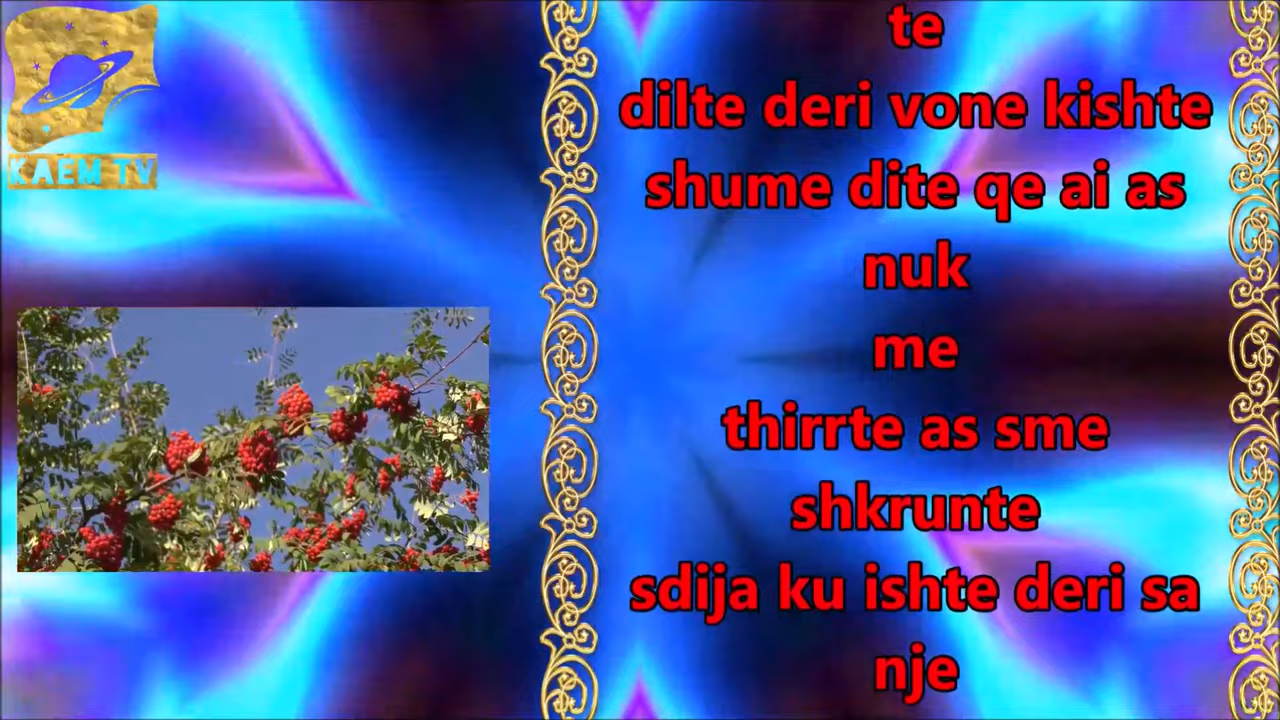 KAEM TV
te
dilte deri vone kishte
shume dite qe ai as
nuk
me
thirrte as sme
shkrunte
sdija ku ishte deri sa
nje